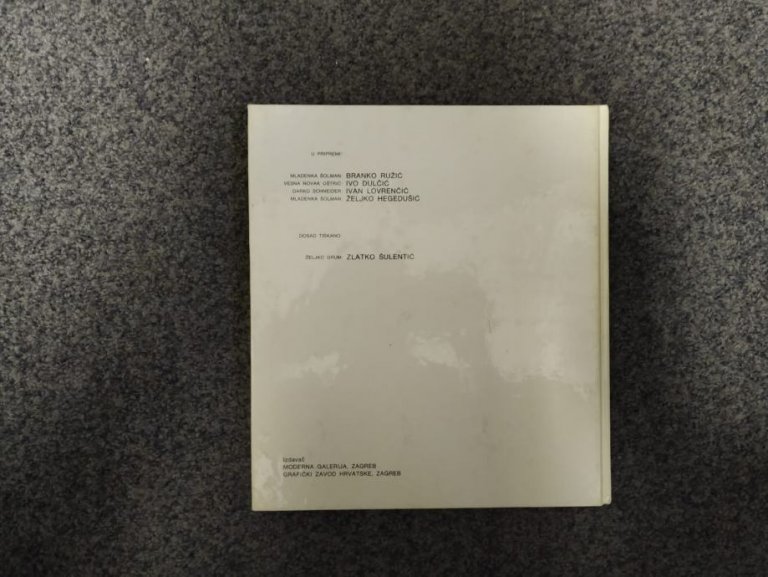 U PRIPREMI
MLADENKA ŠOLMAN BRANKO RUŽIĆ
VESNA NOVAK OŠTRIĆ IVO DULČIĆ
DARKO SCHNEIDER IVAN LOVRENČIĆ
MLADENKA ŠOLMAN ŽELJKO HEGEDUŠIĆ
DOSAD TISKANO
ŽELJKO GRUM ZLATKO ŠULENTIĆ
Izdavači
MODERNA GALERIJA, ZAGREB
GRAFIČKI ZAVOD HRVATSKE, ZAGREB